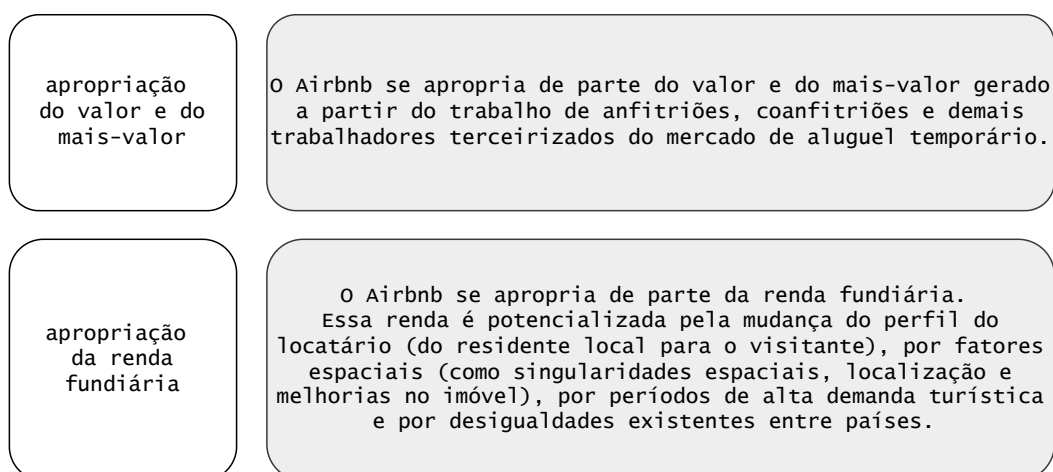 apropriação
do valor e do
mais-valor
O Airbnb se apropria de parte do valor e do mais-valor gerado
a partir do trabalho de anfitriões, coanfitriões e demais
trabalhadores terceirizados do mercado de aluguel temporário.
apropriação
da renda
fundiária
O Airbnb se apropria de parte da renda fundiária.
Essa renda é potencializada pela mudança do perfil do
locatário (do residente local para o visitante), por fatores
espaciais (como singularidades espaciais, localização e
melhorias no imóvel), por períodos de alta demanda turística
e por desigualdades existentes entre países.